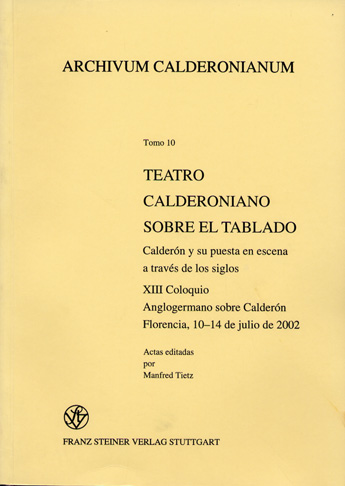 ARCHIVUM CALDERONIANUM
Tomo 10
TEATRO
CALDERONIANO
SOBRE EL TABLADO
Calderón y su puesta en escena
a través de los siglos
XIII Coloquio
Anglogermano sobre Calderón
Florencia, 10–14 de julio de 2002
Actas editadas
por
Manfred Tietz
FRANZ STEINER VERLAG STUTTGART